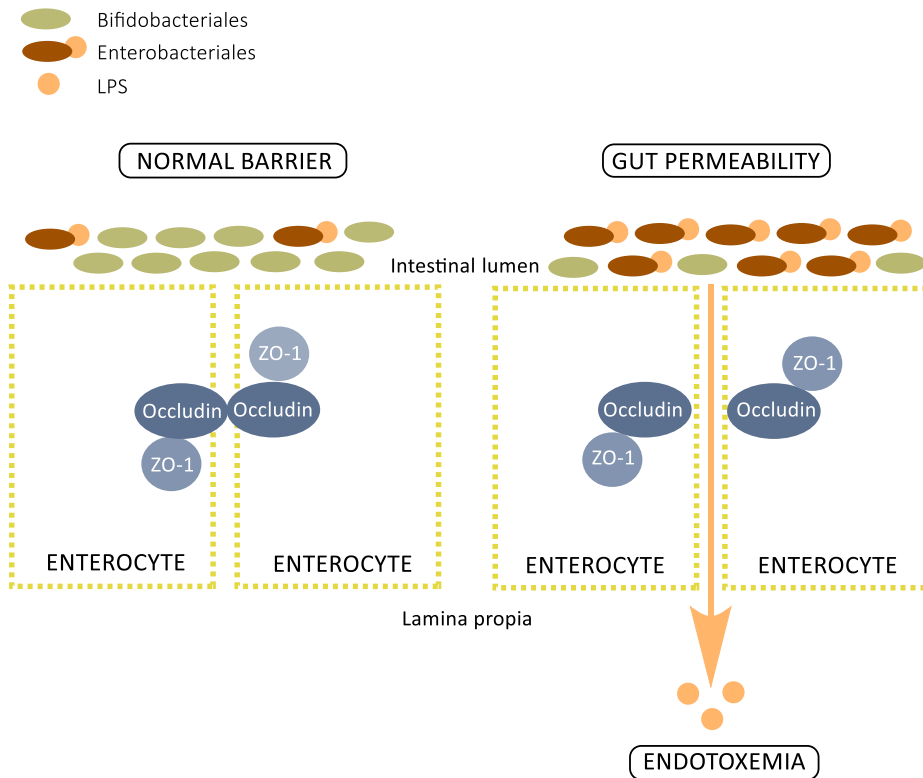 Bifidobacteriales
Enterobacteriales
LPS
NORMAL BARRIER
GUT PERMEABILITY
Intestinal lumen
ZO-1
Occludin
Occludin
ZO-1
ENTEROCYTE
ENTEROCYTE
ZO-1
Occludin
Occludin
ZO-1
ENTEROCYTE
ENTEROCYTE
Lamina propia
ENDOTOXEMIA